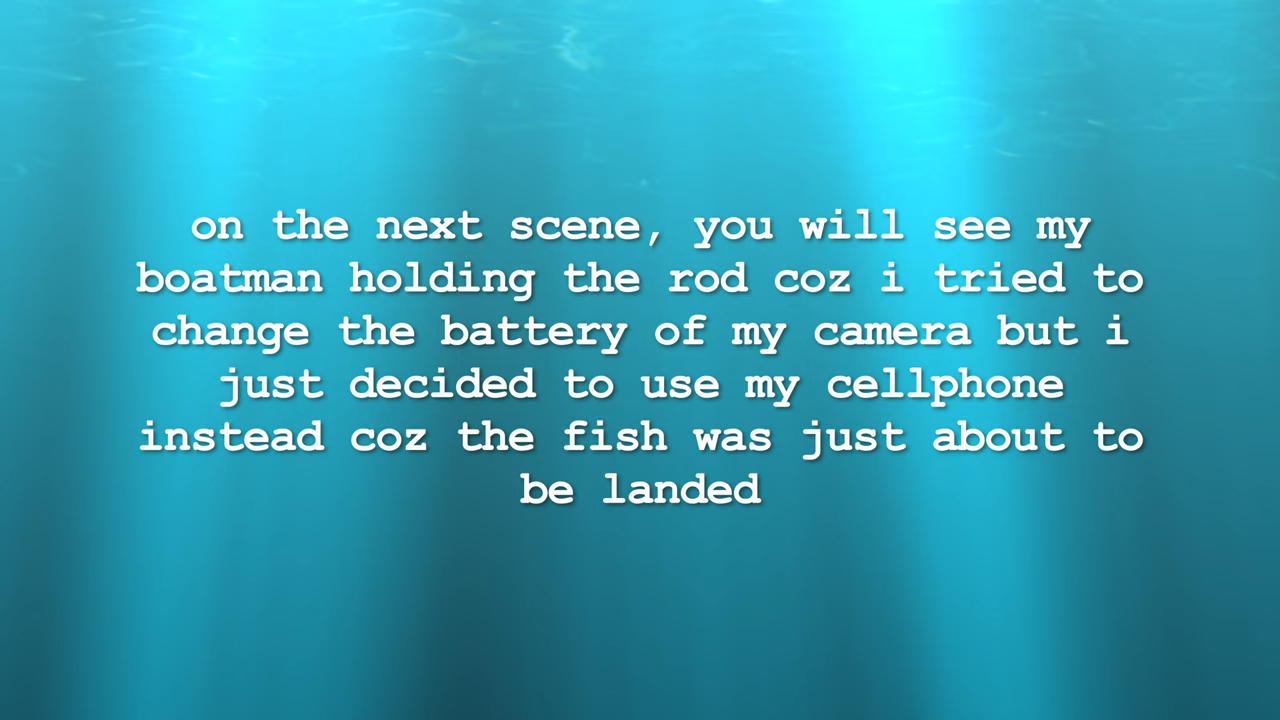 on the next scene, you will see my
boatman holding the rod coz i tried to
change the battery of my camera but i
just decided to use my cellphone
instead coz the fish was just about to
be landed